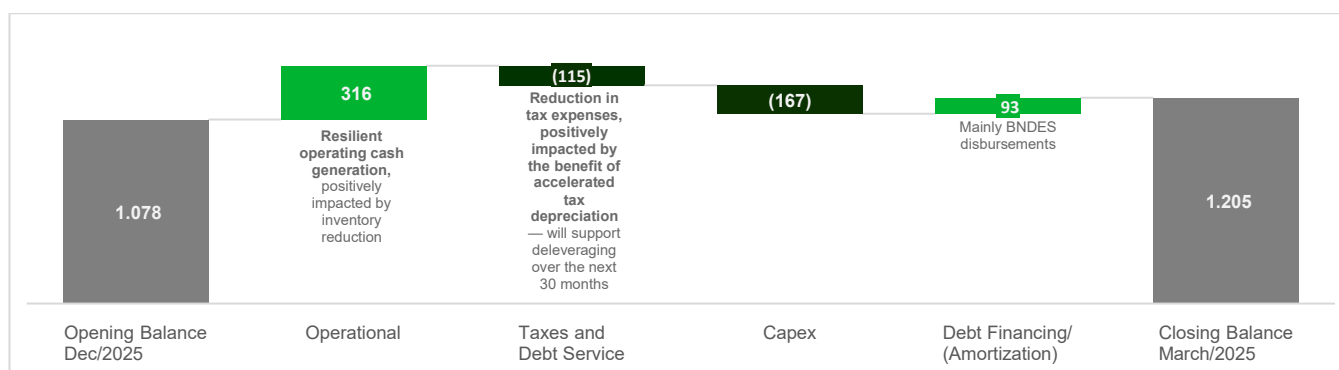 316
Resilient
operating cash
generation,
positively
impacted by
inventory
reduction
(115)
Reduction in
tax expenses,
positively
impacted by
the benefit of
accelerated
tax
depreciation
— will support
deleveraging
over the next
30 months
(167)
93
Mainly BNDES
disbursements
1.078
1.205
Opening Balance
Dec/2025
Operational
Taxes and
Debt Service
Capex
Debt Financing/
(Amortization)
Closing Balance
March/2025